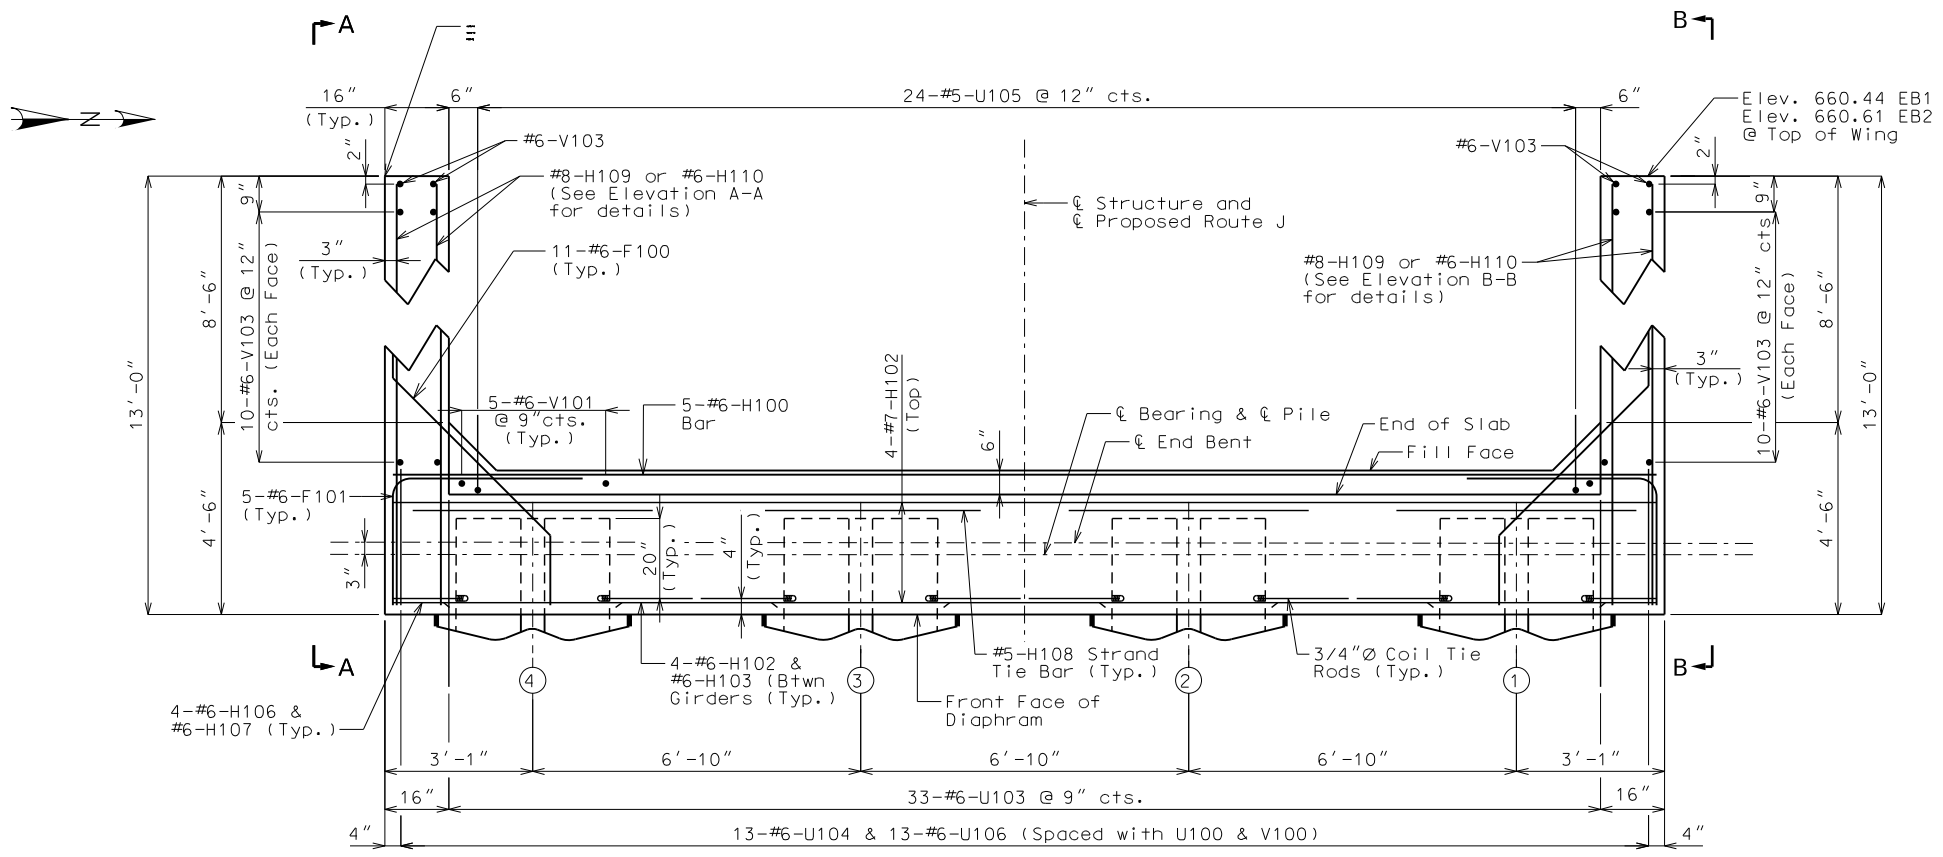 A
B
16"
(Typ.)
6"
24-#5-U105 @ 12" cts.
6"
Elev. 660.44 EB1
Elev. 660.61 EB2
@ Top of Wing
N
2"
#6-V103
#6-V103
2"
#8-H109 or #6-H110
(See Elevation A-A
for details)
9"
9"
℄ Structure and
℄ Proposed Route J
3"
(Typ.)
11-#6-F100
(Typ.)
#8-H109 or #6-H110
(See Elevation B-B
for details)
8'-6"
10-#6-V103 @ 12"
cts. (Each Face)
13'-0"
8'-6"
10-#6-V103 @ 12" cts
(Each Face)
13'-0"
3"
(Typ.)
5-#6-V101
@ 9"cts.
(Typ.)
5-#6-H100
Bar
4-#7-H102
(Top)
℄ Bearing & ℄ Pile
℄ End Bent
End of Slab
Fill Face
6"
5-#6-F101
(Typ.)
4'-6"
4'-6"
3"
20"
(Typ.)
4"
(Typ.)
A
B
4
3
2
1
4-#6-H102 &
#6-H103 (Btwn
Girders (Typ.)
#5-H108 Strand
Tie Bar (Typ.)
3/4"Ø Coil Tie
Rods (Typ.)
Front Face of
Diaphram
4-#6-H106 &
#6-H107 (Typ.)
3'-1"
6'-10"
6'-10"
6'-10"
3'-1"
16"
33-#6-U103 @ 9" cts.
16"
4"
13-#6-U104 & 13-#6-U106 (Spaced with U100 & V100)
4"